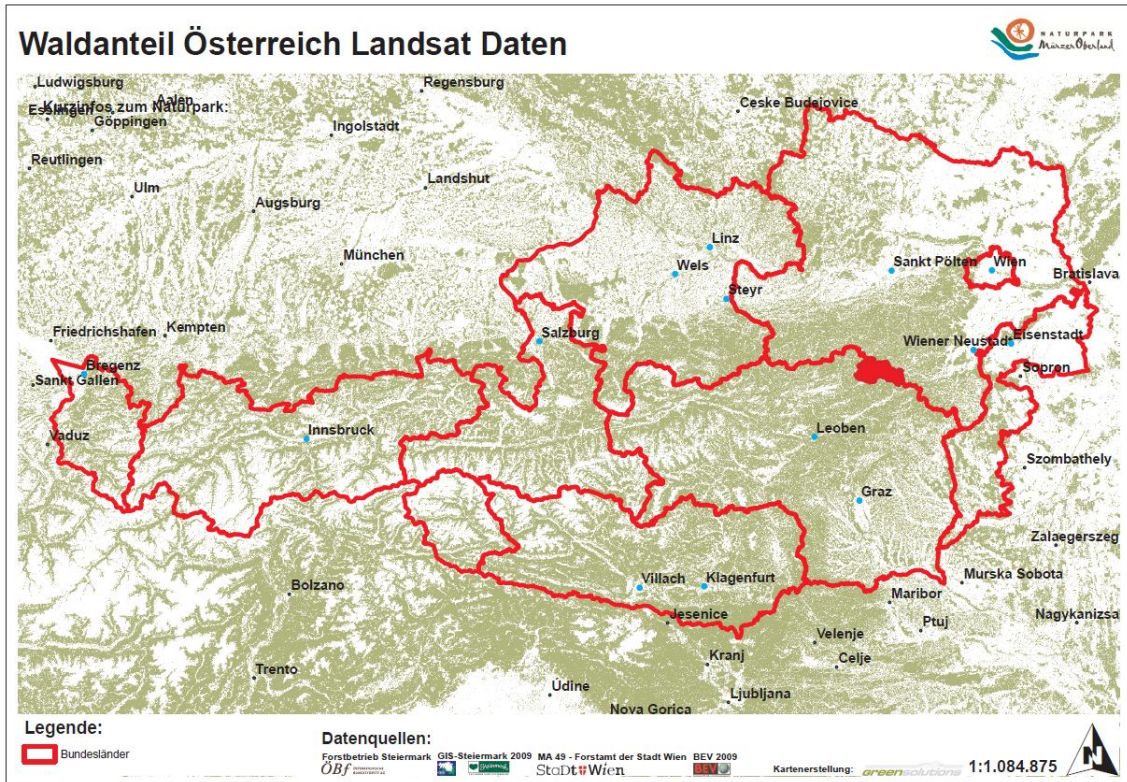 Waldanteil Österreich Landsat Daten
NATURPARK
Mürzer Oberland
Ludwigsburg
Regensburg
Aalen
Ceske Budejovice
Kurzinfos zum Naturpark:
Esslingen
Göppingen
Ingolstadt
Reutlingen
Landshut
Ulm
Augsburg
Linz
München
Wels
Sankt Pölten
Wien
Bratislava
Steyr
Friedrichshafen
Kempten
Salzburg
Wiener Neustadt
Eisenstadt
Bregenz
Sankt Gallen
Sopron
Vaduz
Innsbruck
Leoben
Szombathely
Graz
Zalaegerszeg
Bolzano
Villach
Klagenfurt
Murska Sobota
Maribor
Jesenice
Ptuj
Nagykanizsa
Velenje
Trento
Kranj
Celje
Údine
Ljubljana
Nova Gorica
Legende:
Bundesländer
Datenquellen:
Forstbetrieb Steiermark GIS-Steiermark 2009 MA 49 - Forstamt der Stadt Wien BEV 2009
ÖBf StaDt Wien BEV
Kartenerstellung: greensolutions 1:1.084.875
N